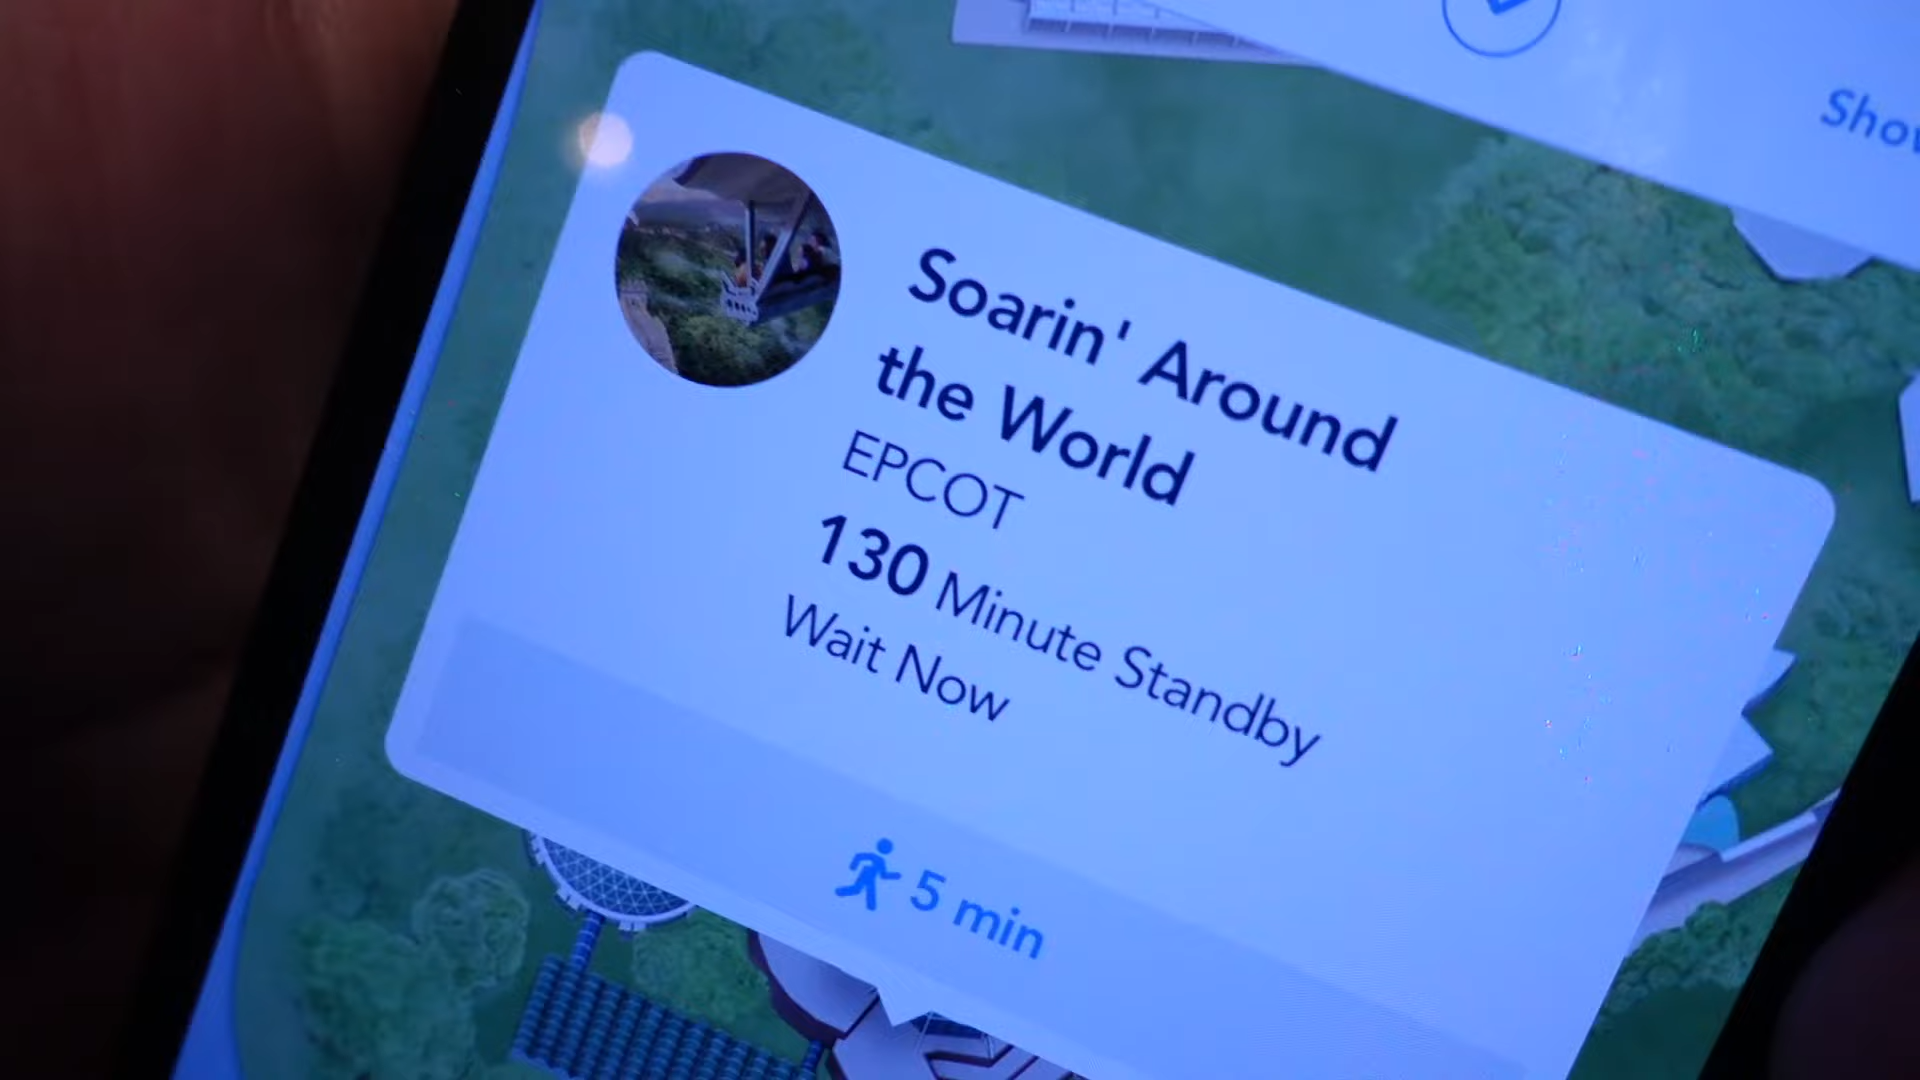 Soarin' Around
the World
EPCOT
130 Minute Standby
Wait Now
5 min